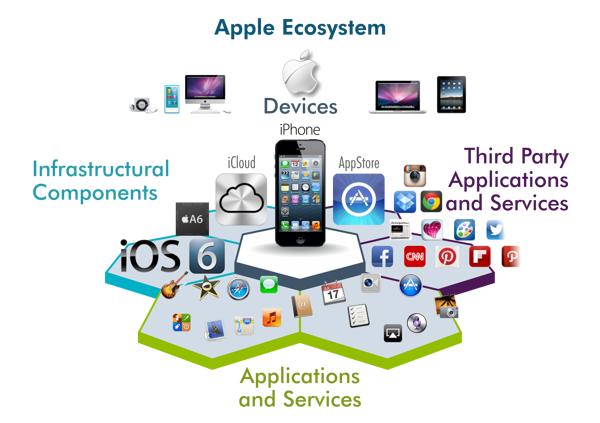 Apple Ecosystem
Devices
iPhone
iCloud
AppStore
Infrastructural
Components
Third Party
Applications
and Services
A6
iOS 6
CNN
17
Applications
and Services